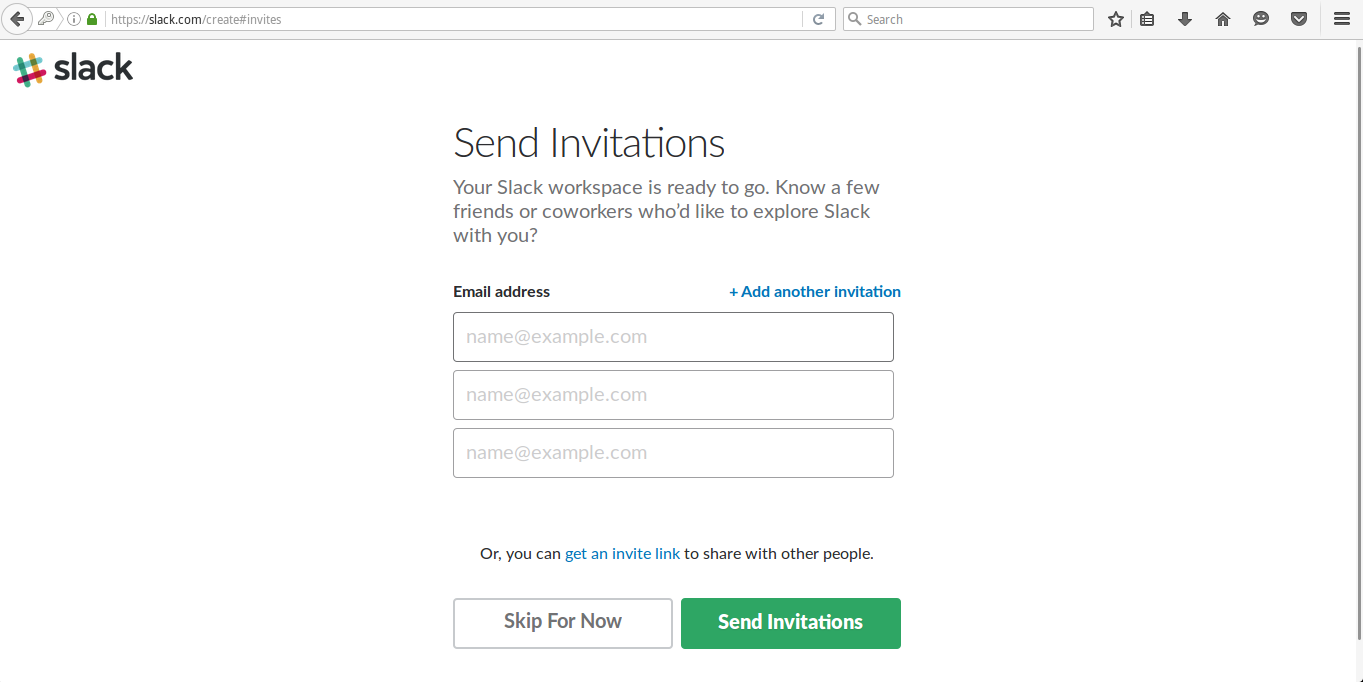 https://slack.com/create#invites
Search
slack
Send Invitations
Your Slack workspace is ready to go. Know a few
friends or coworkers who’d like to explore Slack
with you?
Email address
+ Add another invitation
name@example.com
name@example.com
name@example.com
Or, you can get an invite link to share with other people.
Skip For Now
Send Invitations